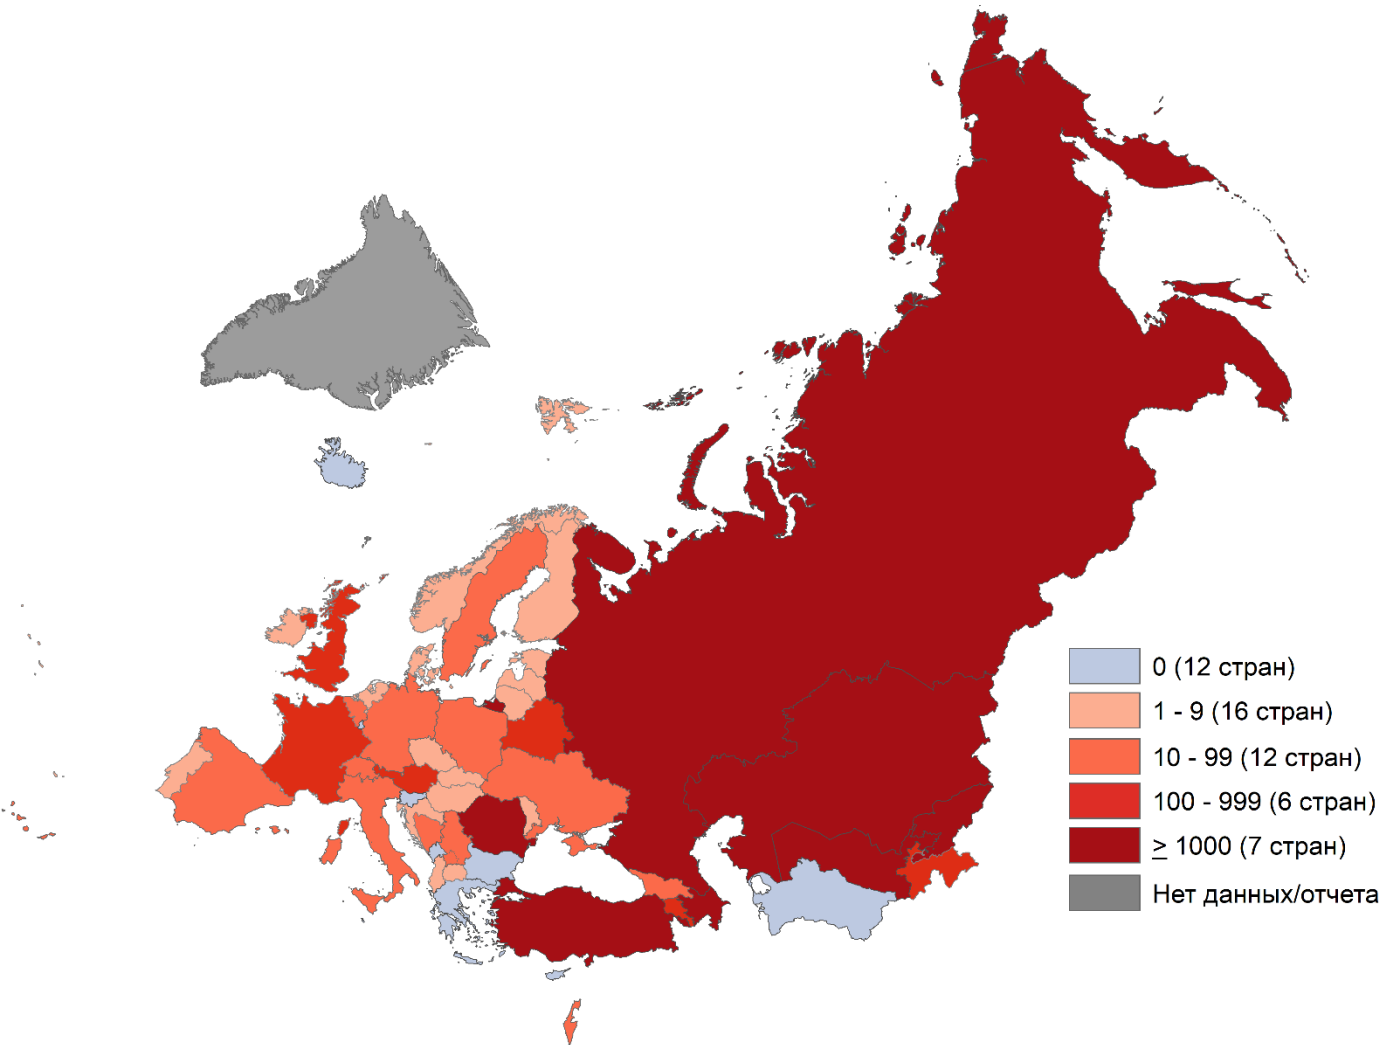 0 (12 стран)
1 - 9 (16 стран)
10 - 99 (12 стран)
100 - 999 (6 стран)
≥ 1000 (7 стран)
Нет данных/отчета